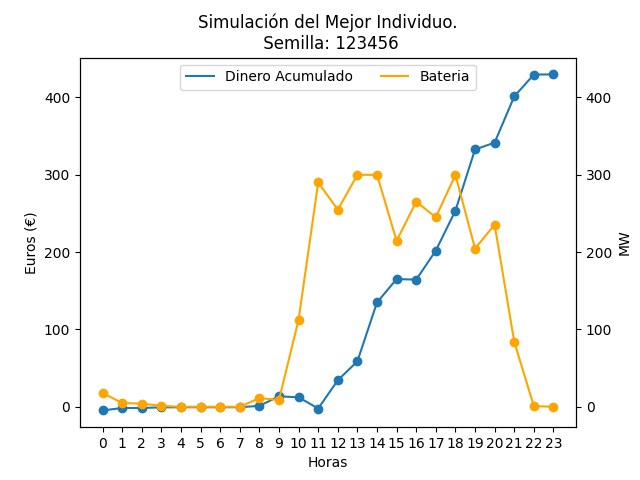 Simulación del Mejor Individuo.
Semilla: 123456
Dinero Acumulado
Bateria
Euros (€)
400
300
200
100
0
MW
400
300
200
100
0
0 1 2 3 4 5 6 7 8 9 10 11 12 13 14 15 16 17 18 19 20 21 22 23
Horas